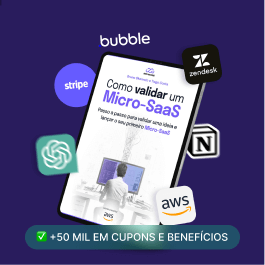 bubble
zendesk
stripe
Como validar um
Micro-SaaS
Passo a passo para validar uma ideia e
lançar o seu primeiro Micro-SaaS
N
aws
aws
✅ +50 MIL EM CUPONS E BENEFÍCIOS